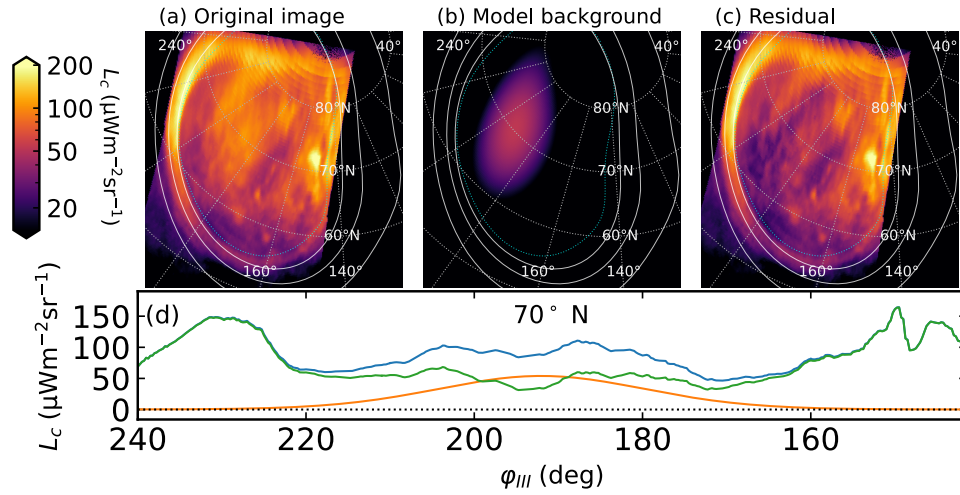 (a) Original image (b) Model background (c) Residual
200
100
50
20
L_c (μWm⁻²sr⁻¹)
240° 40° 80°N 70°N 60°N 160° 140°
240° 40° 80°N 70°N 60°N 160° 140°
240° 40° 80°N 70°N 60°N 160° 140°
(d) 70° N
150
100
50
0
L_c (μWm⁻²sr⁻¹)
240 220 200 180 160
φ_III (deg)